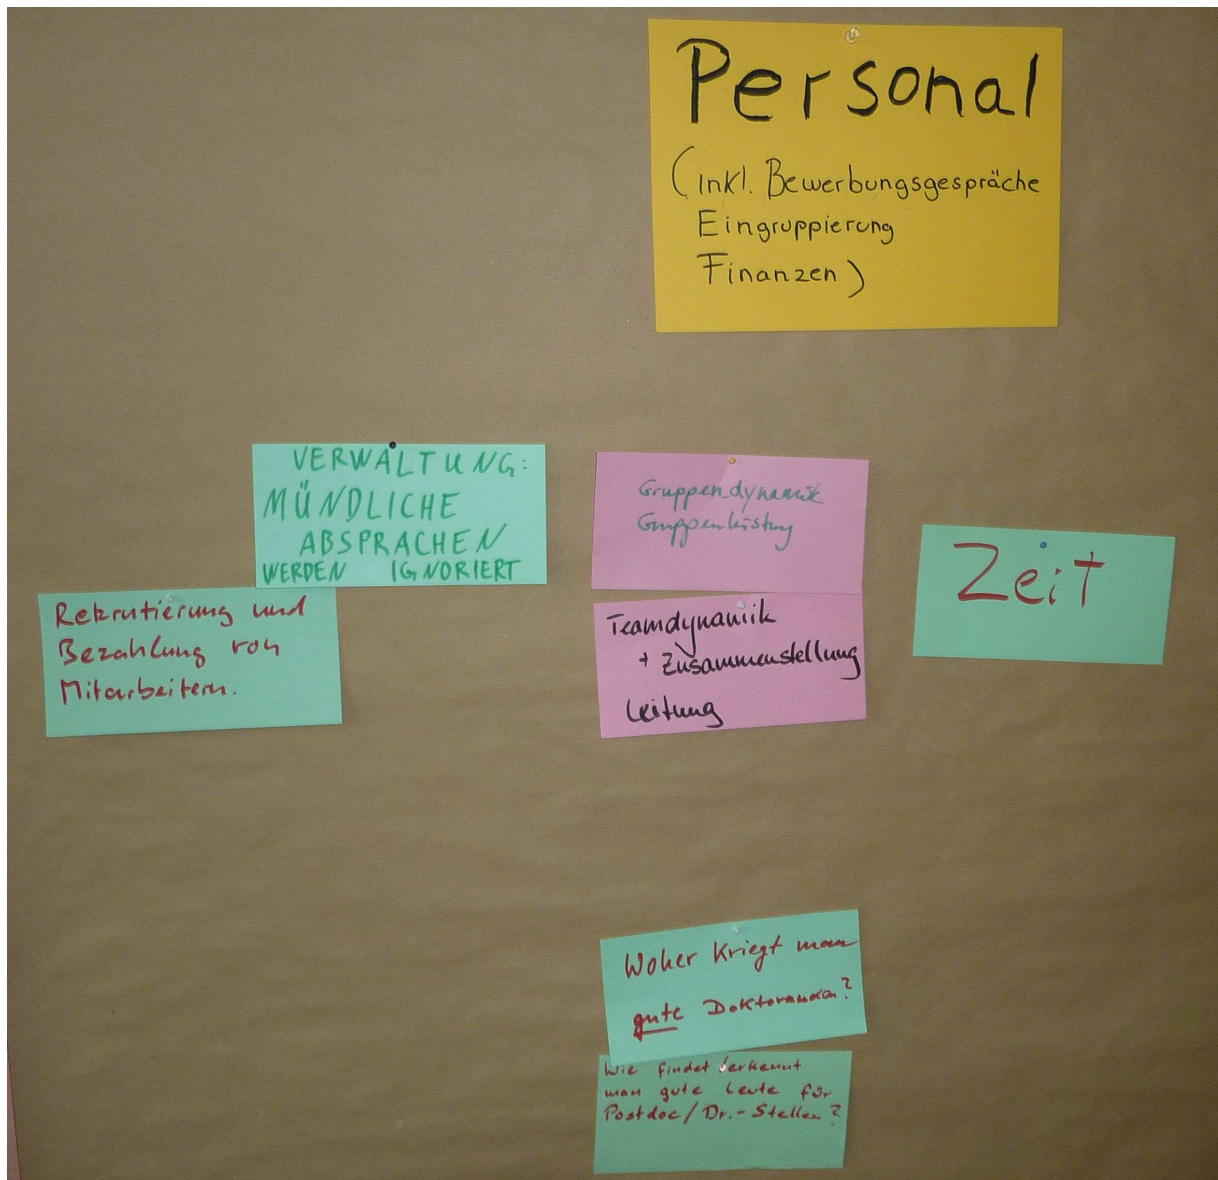 Personal
(inkl. Bewerbungsgespräche
Eingruppierung
Finanzen)
VERWALTUNG:
MÜNDLICHE
ABSPRACHEN
WERDEN IGNORIERT
Gruppendynamik
Gruppenleistung
Zeit
Rekrutierung und
Bezahlung von
Mitarbeitern.
Teamdynamik
+ Zusammenstellung
Leitung
Woher kriegt man
gute Doktoranden?
Wie findet/erkennt
man gute Leute für
Postdoc/Dr.-Stellen?